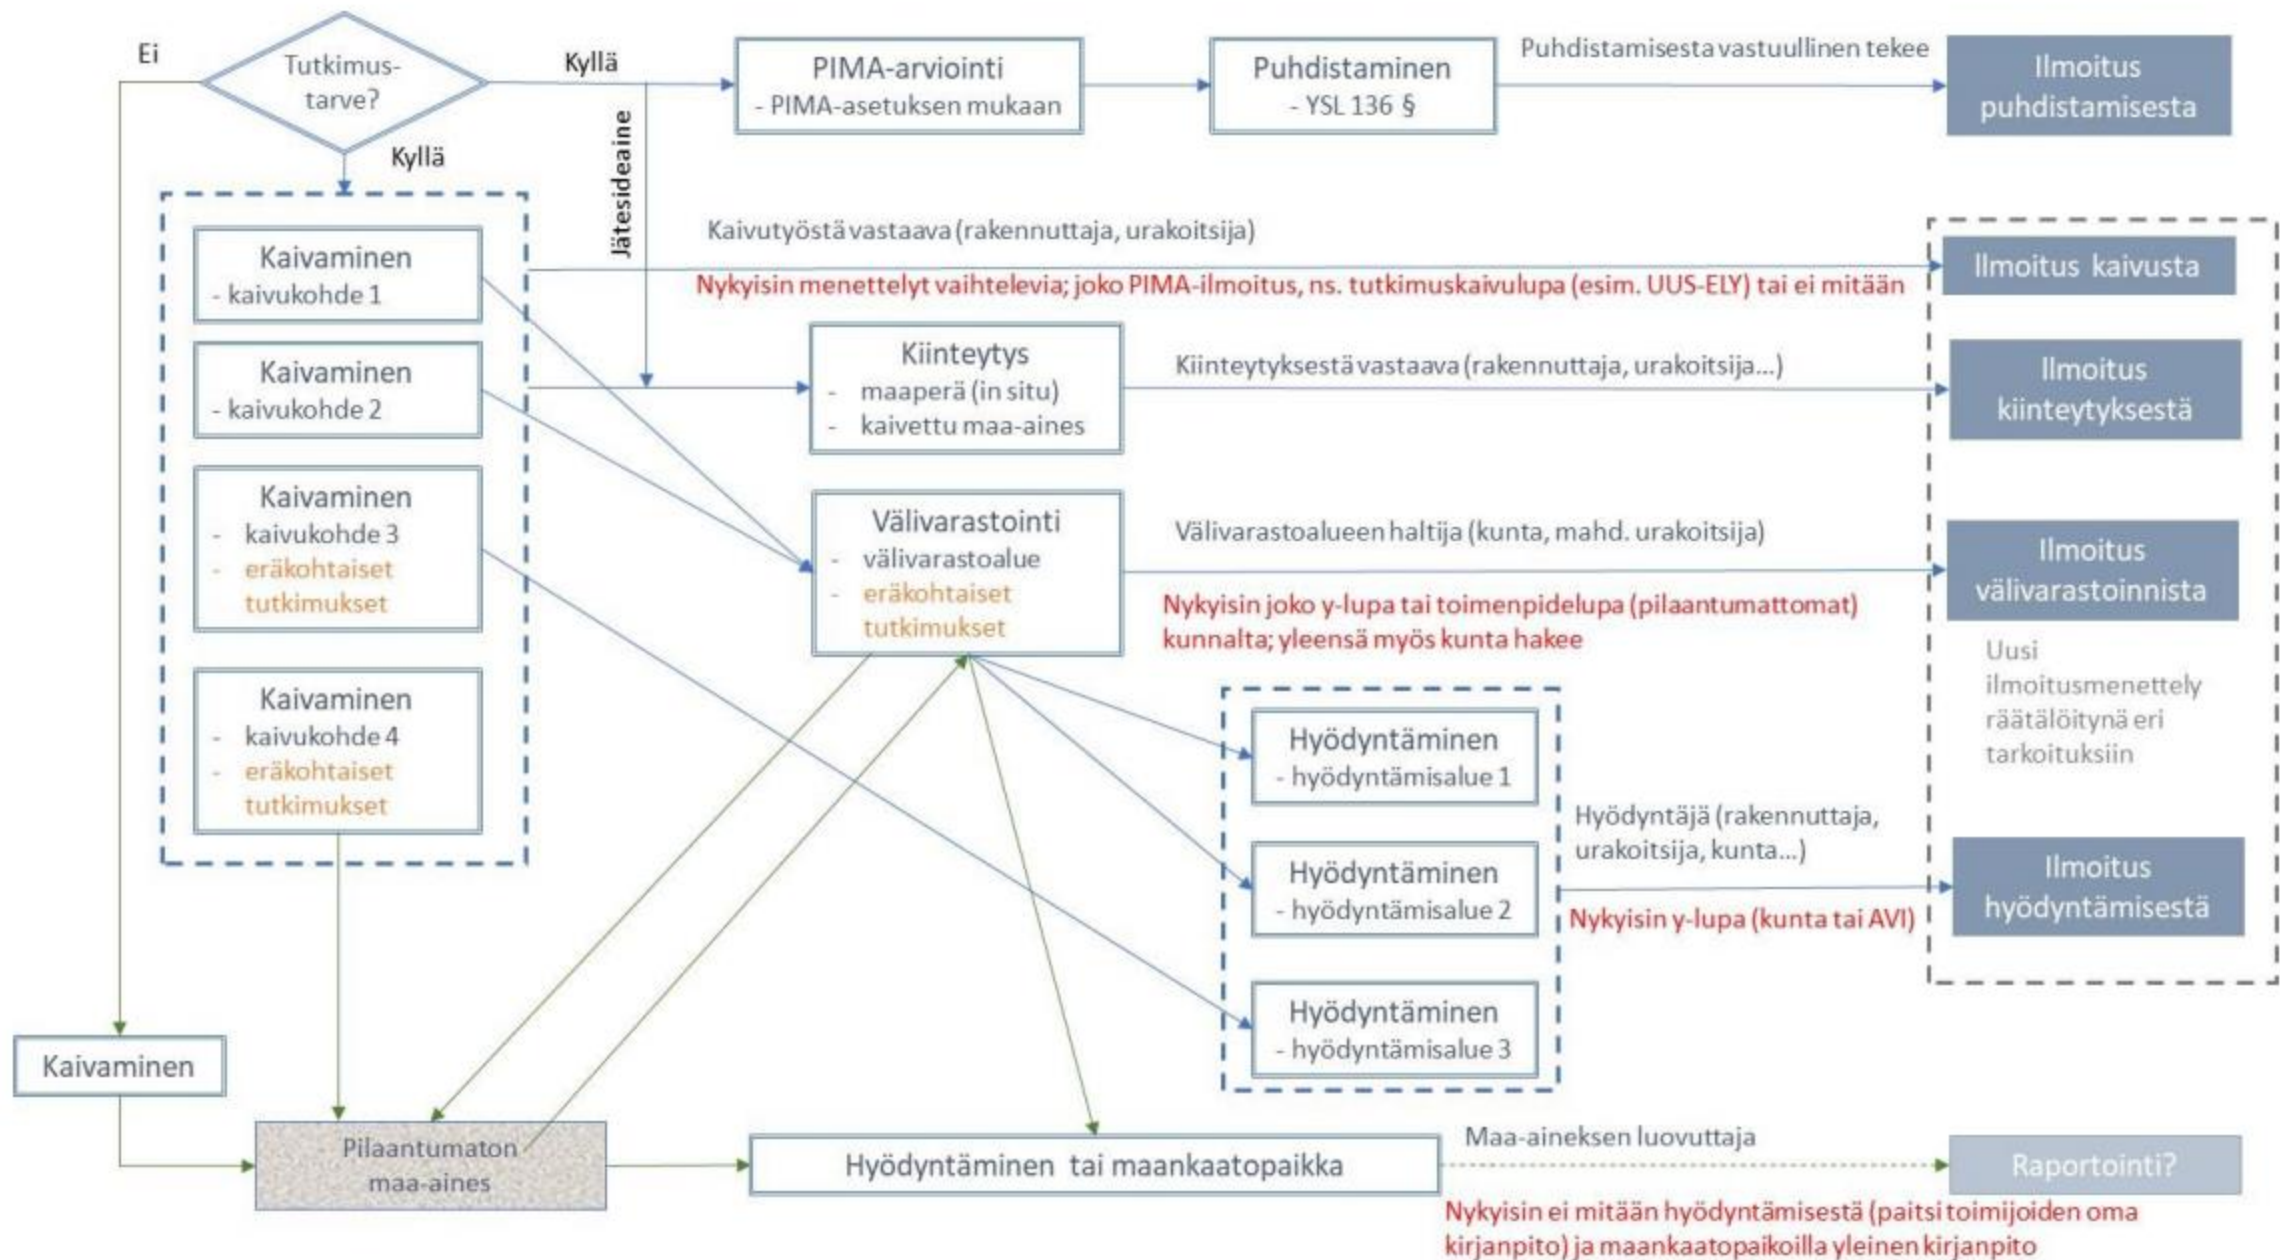 Ei
Tutkimus-
tarve?
Kyllä
Kyllä
Jätesideaine
PIMA-arviointi
- PIMA-asetuksen mukaan
Puhdistaminen
- YSL 136 §
Puhdistamisesta vastuullinen tekee
Ilmoitus
puhdistamisesta
Kaivaminen
- kaivukohde 1
Kaivutyöstä vastaava (rakennuttaja, urakoitsija)
Nykyisin menettelyt vaihtelevia; joko PIMA-ilmoitus, ns. tutkimuskaivulupa (esim. UUS-ELY) tai ei mitään
Ilmoitus kaivusta
Kaivaminen
- kaivukohde 2
Kiinteytys
- maaperä (in situ)
- kaivettu maa-aines
Kiinteytyksestä vastaava (rakennuttaja, urakoitsija...)
Ilmoitus
kiinteytyksestä
Kaivaminen
- kaivukohde 3
- eräkohtaiset
tutkimukset
Välivarastointi
- välivarastoalue
- eräkohtaiset
tutkimukset
Välivarastoalueen haltija (kunta, mahd. urakoitsija)
Nykyisin joko y-lupa tai toimenpidelupa (pilaantumattomat)
kunnalta; yleensä myös kunta hakee
Ilmoitus
välivarastoinnista
Uusi
ilmoitusmenettely
räätälöitynä eri
tarkoituksiin
Kaivaminen
- kaivukohde 4
- eräkohtaiset
tutkimukset
Hyödyntäminen
- hyödyntämisalue 1
Hyödyntäminen
- hyödyntämisalue 2
Hyödyntäminen
- hyödyntämisalue 3
Hyödyntäjä (rakennuttaja,
urakoitsija, kunta...)
Nykyisin y-lupa (kunta tai AVI)
Ilmoitus
hyödyntämisestä
Kaivaminen
Pilaantumaton
maa-aines
Hyödyntäminen tai maankaatopaikka
Maa-aineksen luovuttaja
Raportointi?
Nykyisin ei mitään hyödyntämisestä (paitsi toimijoiden oma
kirjanpito) ja maankaatopaikoilla yleinen kirjanpito